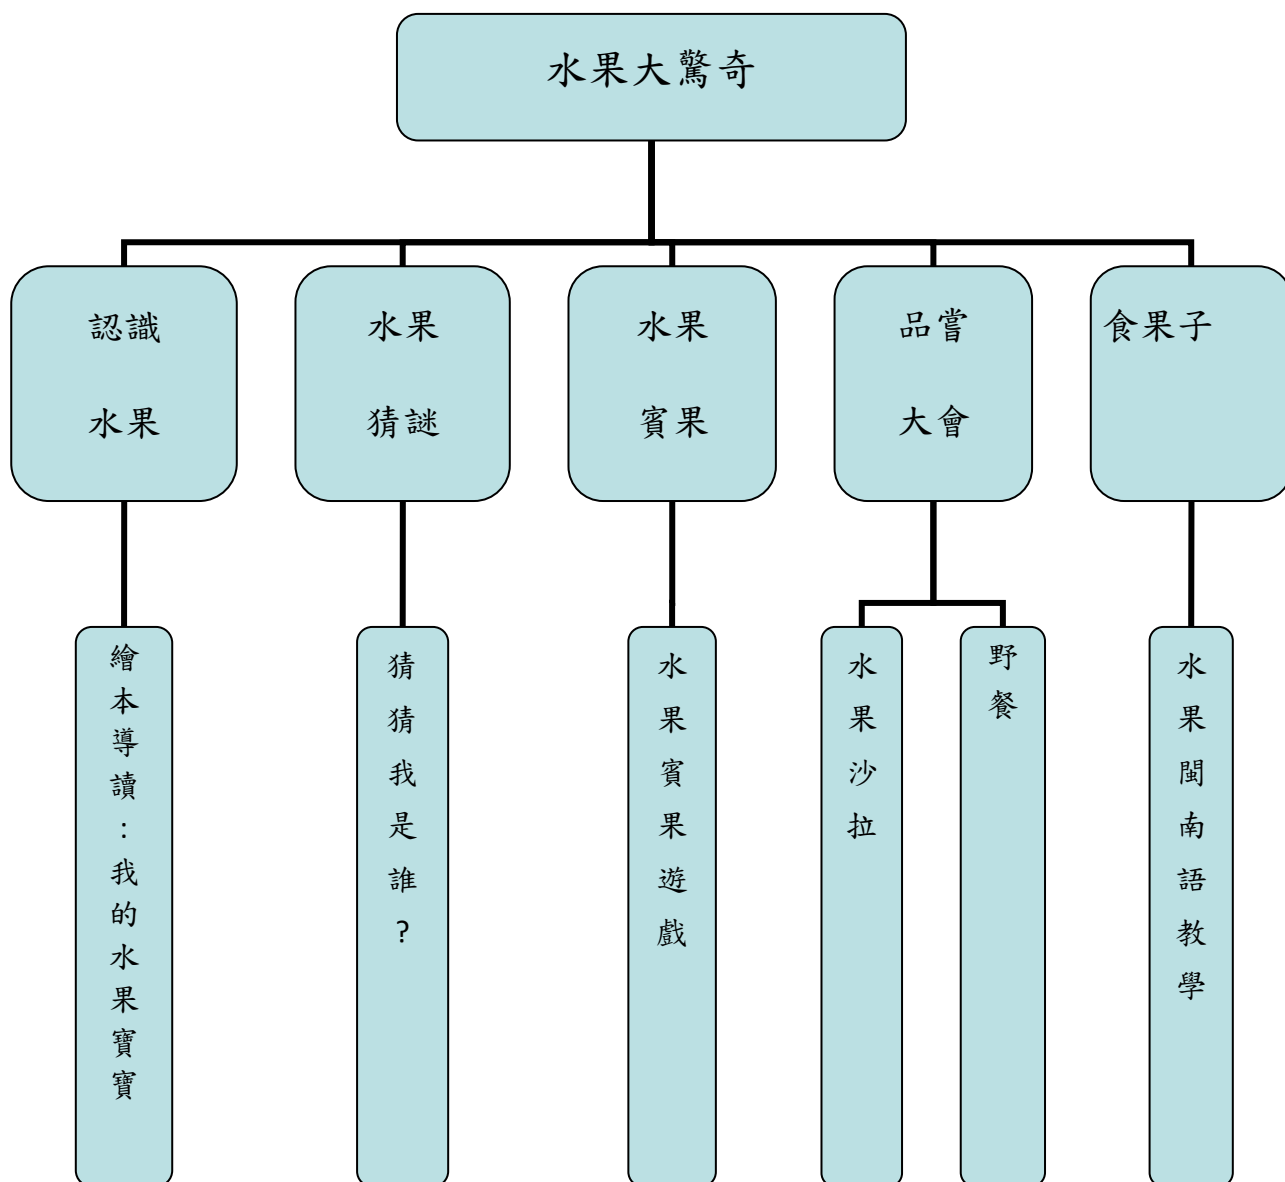 水果大驚奇
認識
水果
水果
猜謎
水果
賓果
品嘗
大會
食果子
繪本導讀：我的水果寶寶
猜猜我是誰?
水果賓果遊戲
水果沙拉
野餐
水果閩南語教學